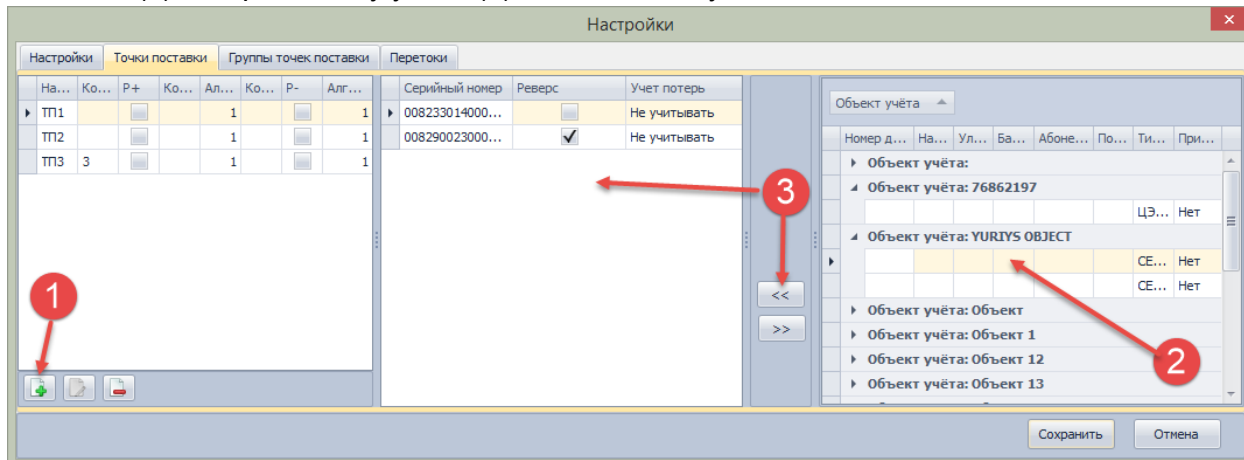 Настройки
Настройки Точки поставки Группы точек поставки Перетоки
На... Ко... P+ Ко... Ал... Ко... P- Алг...
ТП1 1 1
ТП2 1 1
ТП3 3 1 1
Серийный номер Реверс Учет потерь
008233014000... Не учитывать
008290023000... Не учитывать
3
<<
>>
Объект учёта
Номер д... На... Ул... Ба... Абоне... По... Ти... При...
Объект учёта:
Объект учёта: 76862197
ЦЭ... Нет
Объект учёта: YURIYS OBJECT
СЕ... Нет
СЕ... Нет
Объект учёта: Объект
Объект учёта: Объект 1
Объект учёта: Объект 12
Объект учёта: Объект 13
1
2
Сохранить Отмена